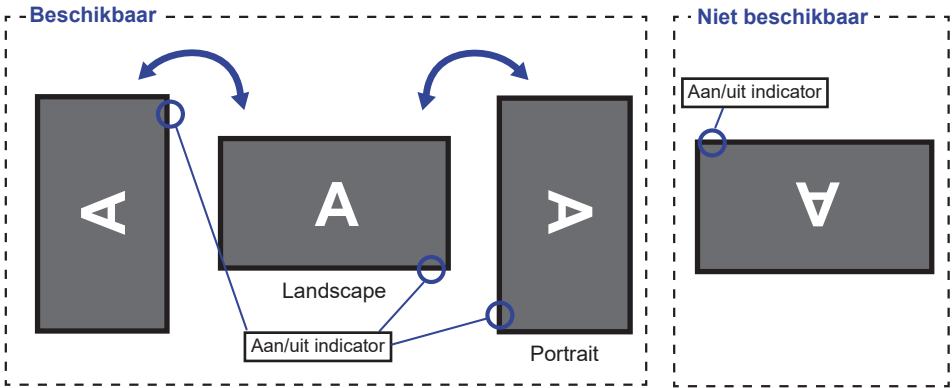 Beschikbaar
Niet beschikbaar
Aan/uit indicator
A
A
A
A
Landscape
Aan/uit indicator
Portrait